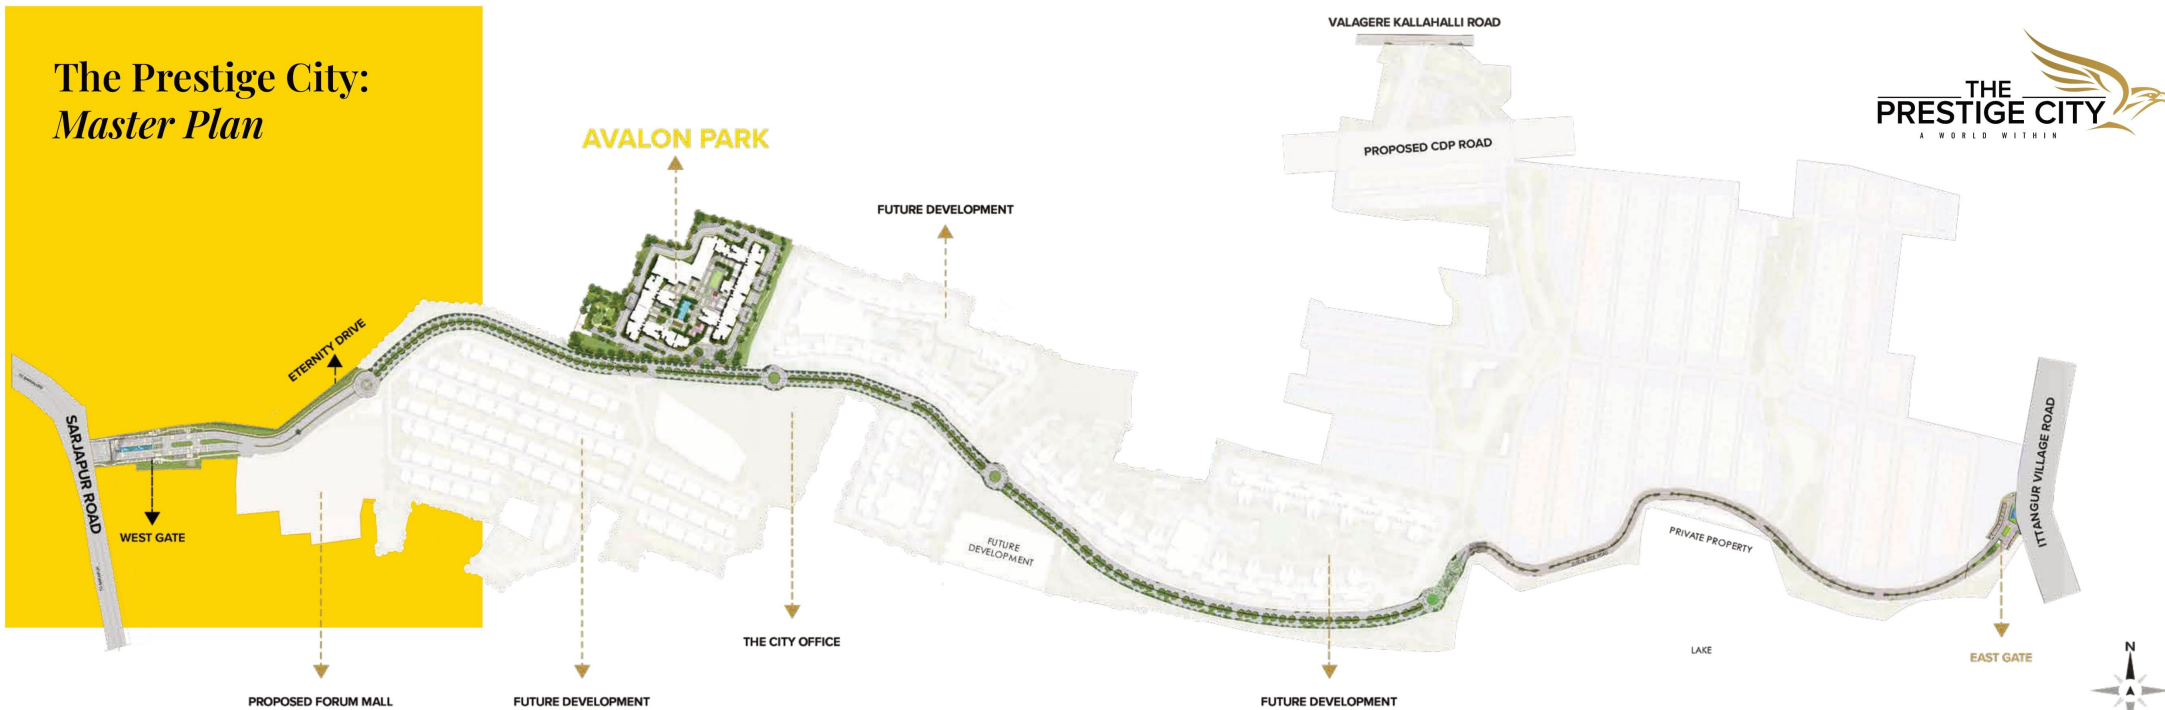 The Prestige City:
Master Plan
VALAGERE KALLAHALLI ROAD
THE
PRESTIGE CITY
A WORLD WITHIN
AVALON PARK
PROPOSED CDP ROAD
FUTURE DEVELOPMENT
ETERNITY DRIVE
SARJAPUR ROAD
WEST GATE
ITTANGUR VILLAGE ROAD
PRIVATE PROPERTY
FUTURE
DEVELOPMENT
THE CITY OFFICE
LAKE
EAST GATE
N
PROPOSED FORUM MALL
FUTURE DEVELOPMENT
FUTURE DEVELOPMENT